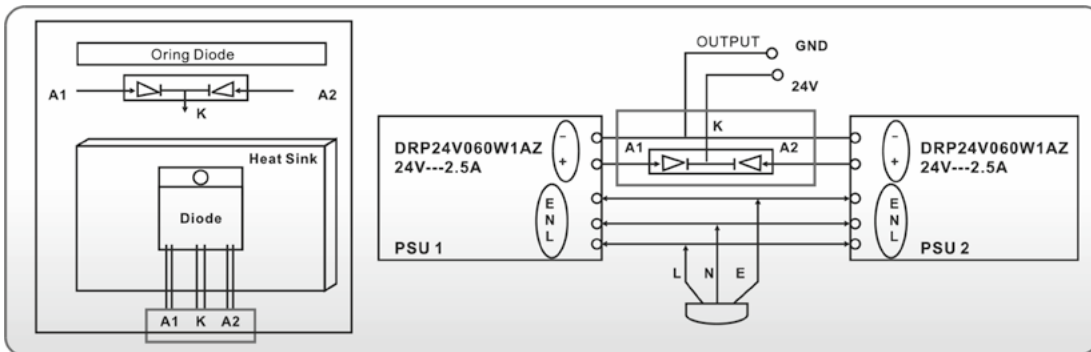 Oring Diode
A1
A2
K
Heat Sink
Diode
A1 K A2
OUTPUT
GND
24V
K
A1
A2
DRP24V060W1AZ
24V---2.5A
-
+
E
N
L
PSU 1
DRP24V060W1AZ
24V---2.5A
-
+
E
N
L
PSU 2
L N E